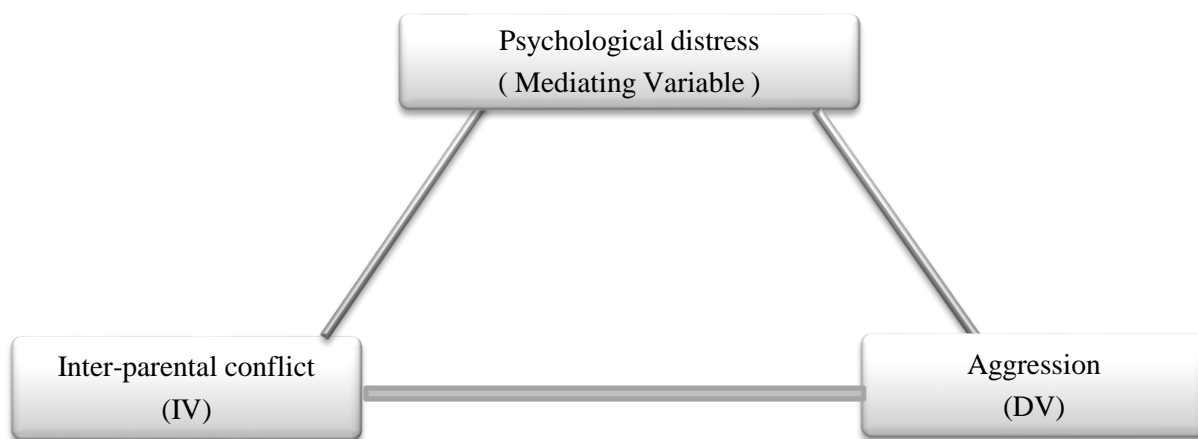 Psychological distress
( Mediating Variable )
Inter-parental conflict
(IV)
Aggression
(DV)